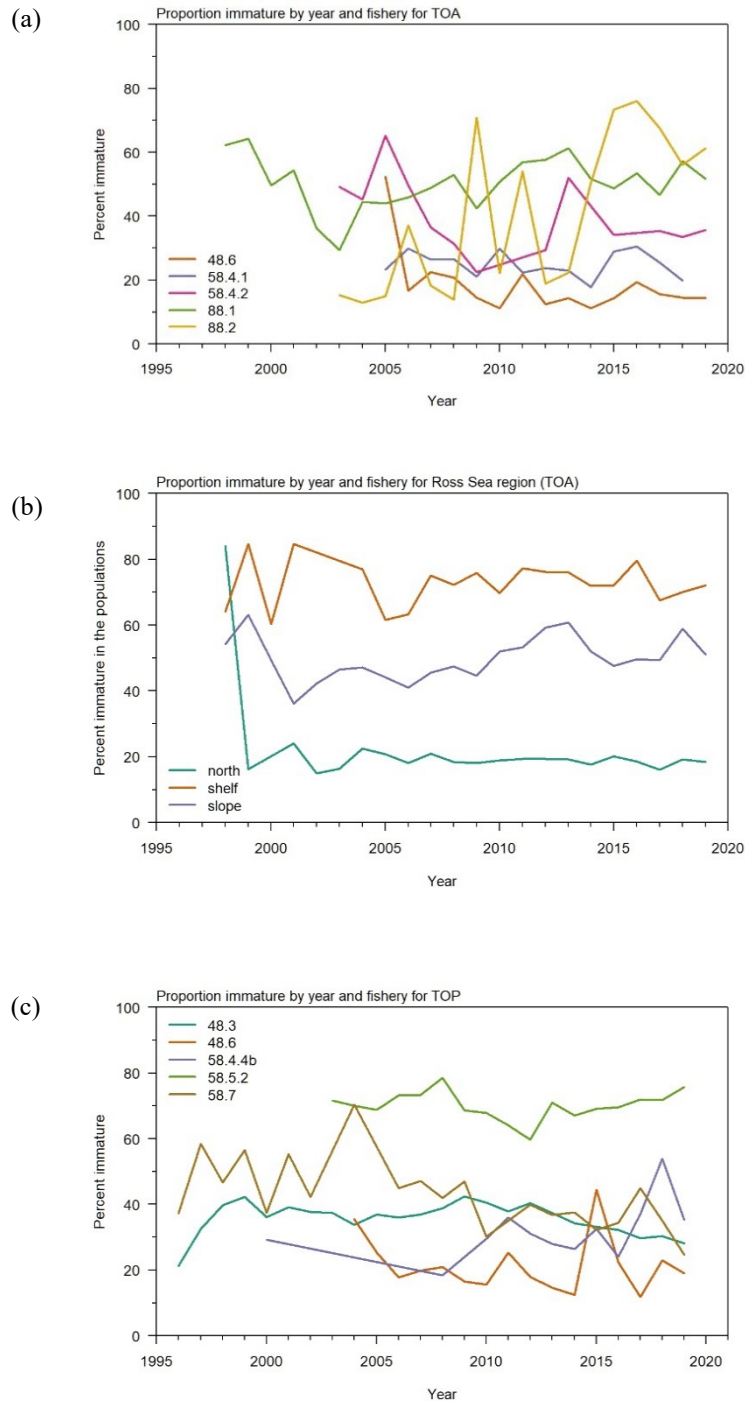 (a)
Proportion immature by year and fishery for TOA
100
80
60
40
20
0
Percent immature
48.6
58.4.1
58.4.2
88.1
88.2
1995 2000 2005 2010 2015 2020
Year
(b)
Proportion immature by year and fishery for Ross Sea region (TOA)
100
80
60
40
20
0
Percent immature in the populations
north
shelf
slope
1995 2000 2005 2010 2015 2020
Year
(c)
Proportion immature by year and fishery for TOP
100
80
60
40
20
0
Percent immature
48.3
48.6
58.4.4b
58.5.2
58.7
1995 2000 2005 2010 2015 2020
Year